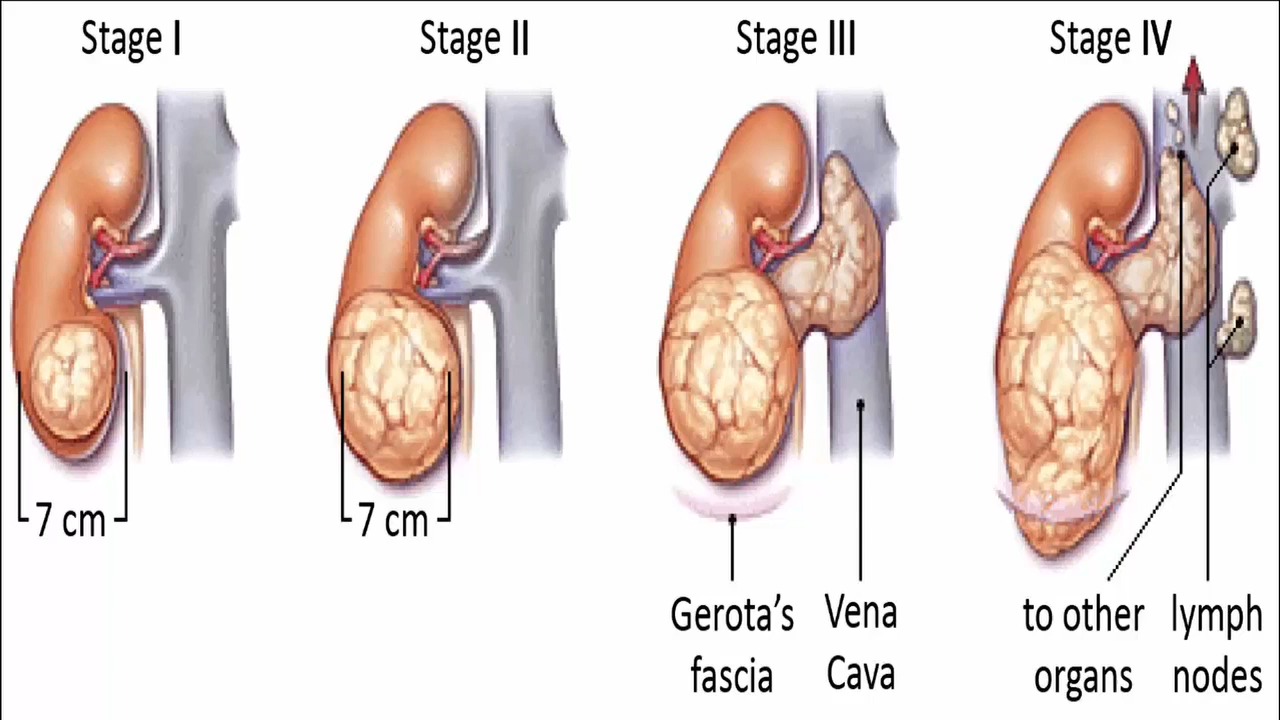 Stage I
Stage II
Stage III
Stage IV
7 cm
7 cm
Gerota’s
fascia
Vena
Cava
to other
organs
lymph
nodes